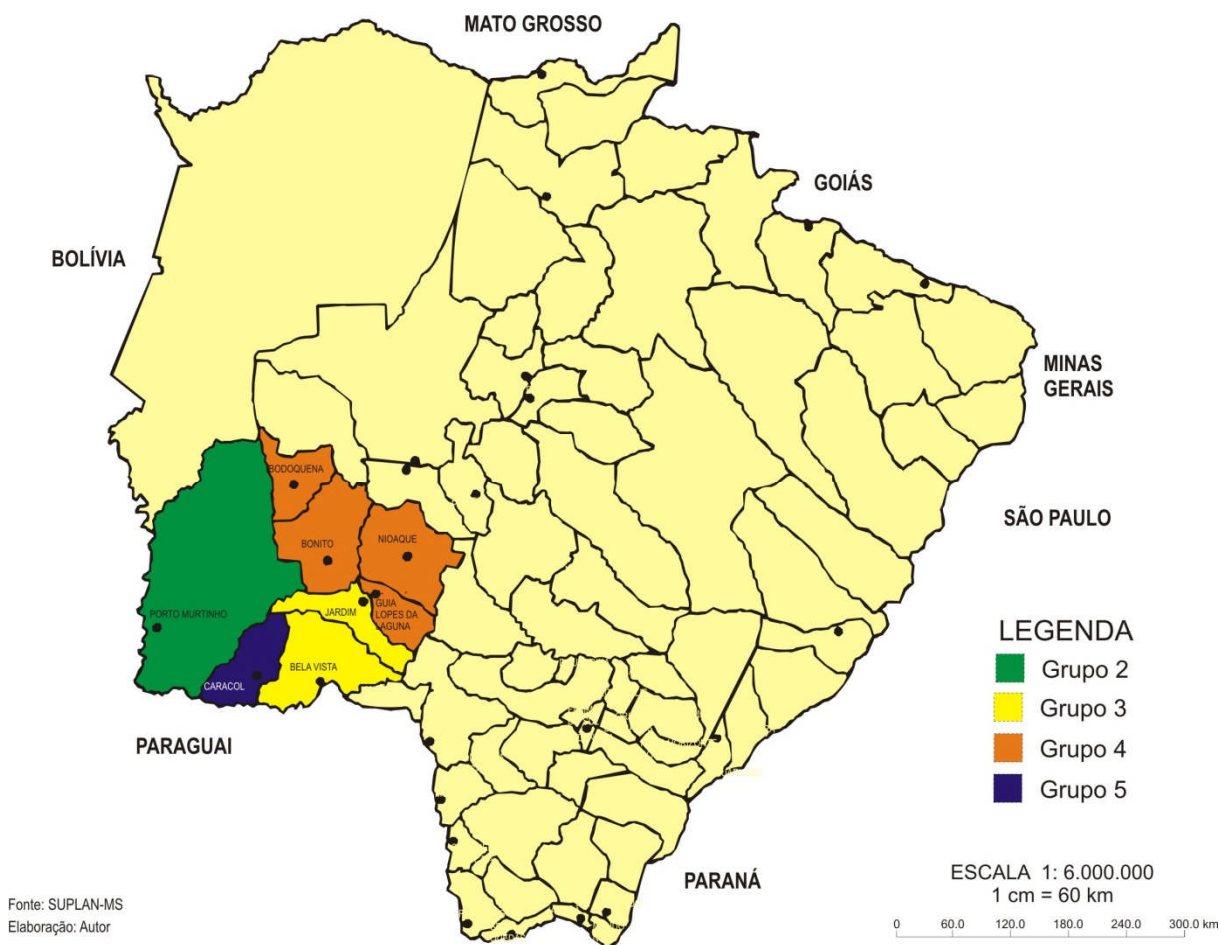 MATO GROSSO
GOIÁS
BOLÍVIA
MINAS
GERAIS
BODOQUENA
SÃO PAULO
BONITO
NIOAQUE
PORTO MURTINHO
JARDIM
GUIA
LOPES DA
LAGUNA
BELA VISTA
CARACOL
PARAGUAI
LEGENDA
Grupo 2
Grupo 3
Grupo 4
Grupo 5
PARANÁ
ESCALA 1: 6.000.000
1 cm = 60 km
0 60.0 120.0 180.0 240.0 300.0 km
Fonte: SUPLAN-MS
Elaboração: Autor